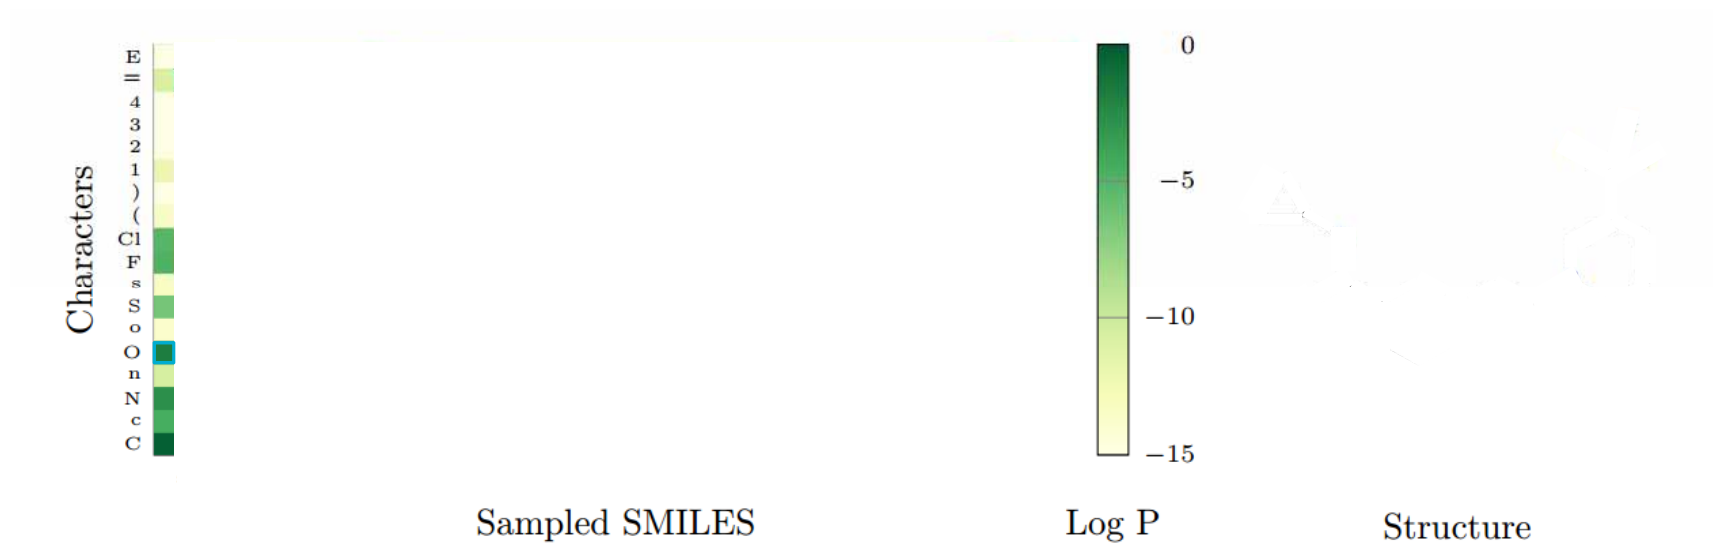 E
=
4
3
2
1
)
(
Cl
F
s
S
o
O
n
N
c
C
Characters
0
−5
−10
−15
Sampled SMILES
Log P
Structure